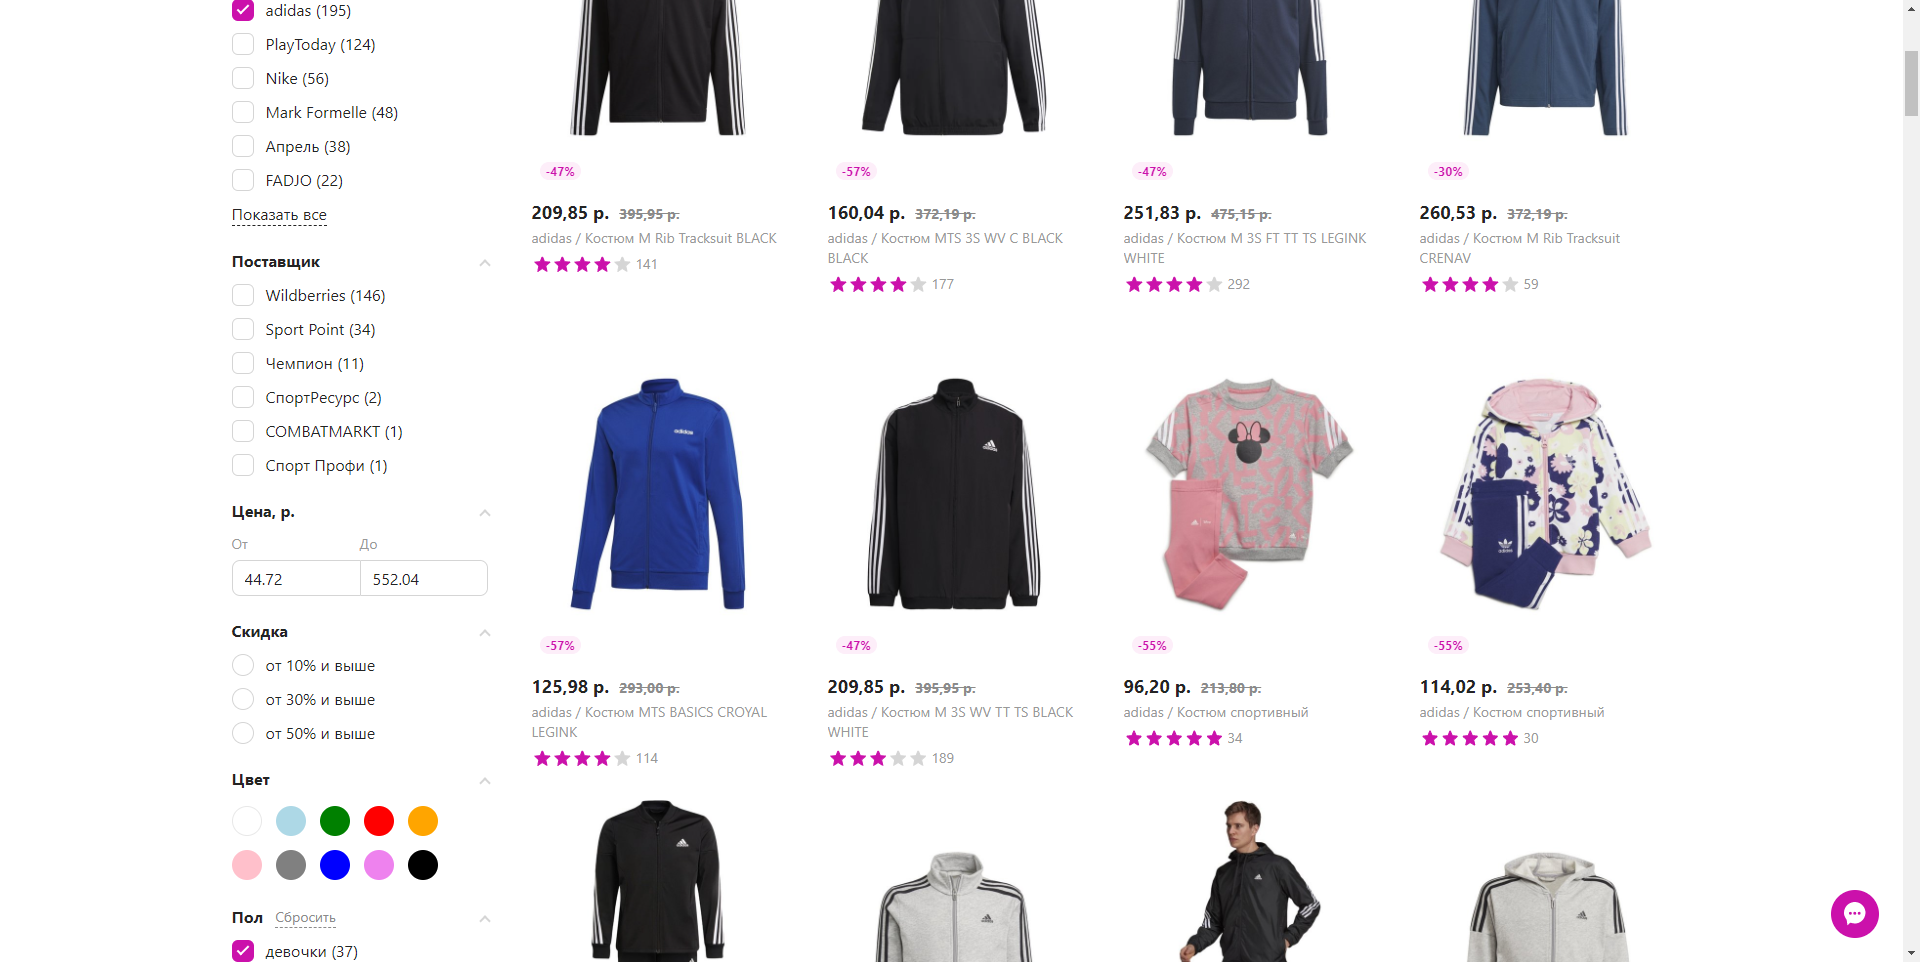 adidas (195)
PlayToday (124)
Nike (56)
Mark Formelle (48)
Апрель (38)
FADJO (22)
Показать все
Поставщик
Wildberries (146)
Sport Point (34)
Чемпион (11)
СпортРесурс (2)
COMBATMARKT (1)
Спорт Профи (1)
Цена, р.
От До
44.72 552.04
Скидка
от 10% и выше
от 30% и выше
от 50% и выше
Цвет
Пол Сбросить
девочки (37)
-47%
209,85 р. 395,95 р.
adidas / Костюм M Rib Tracksuit BLACK
141
-57%
160,04 р. 372,19 р.
adidas / Костюм MTS 3S WV C BLACK
BLACK
177
-47%
251,83 р. 475,15 р.
adidas / Костюм M 3S FT TT TS LEGINK
WHITE
292
-30%
260,53 р. 372,19 р.
adidas / Костюм M Rib Tracksuit
CRENAV
59
adidas
-57%
125,98 р. 293,00 р.
adidas / Костюм MTS BASICS CROYAL
LEGINK
114
-47%
209,85 р. 395,95 р.
adidas / Костюм M 3S WV TT TS BLACK
WHITE
189
-55%
96,20 р. 213,80 р.
adidas / Костюм спортивный
34
adidas
-55%
114,02 р. 253,40 р.
adidas / Костюм спортивный
30